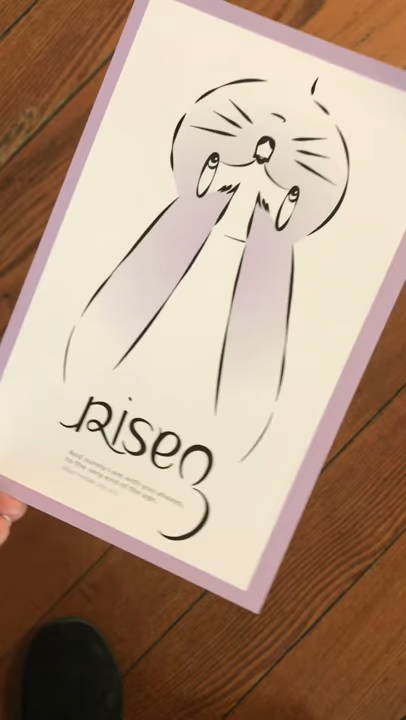 Risen
And surely I am with you always,
to the very end of the age.